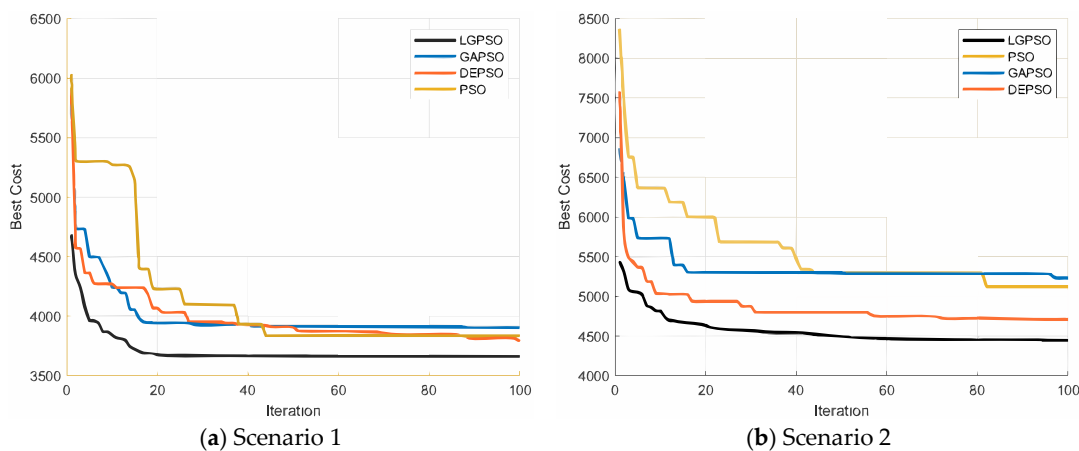 6500
6000
5500
5000
4500
4000
3500
Best Cost
0
20
40
60
80
100
Iteration
LGPSO
GAPSO
DEPSO
PSO
(a) Scenario 1
8500
8000
7500
7000
6500
6000
5500
5000
4500
4000
Best Cost
0
20
40
60
80
100
Iteration
LGPSO
PSO
GAPSO
DEPSO
(b) Scenario 2